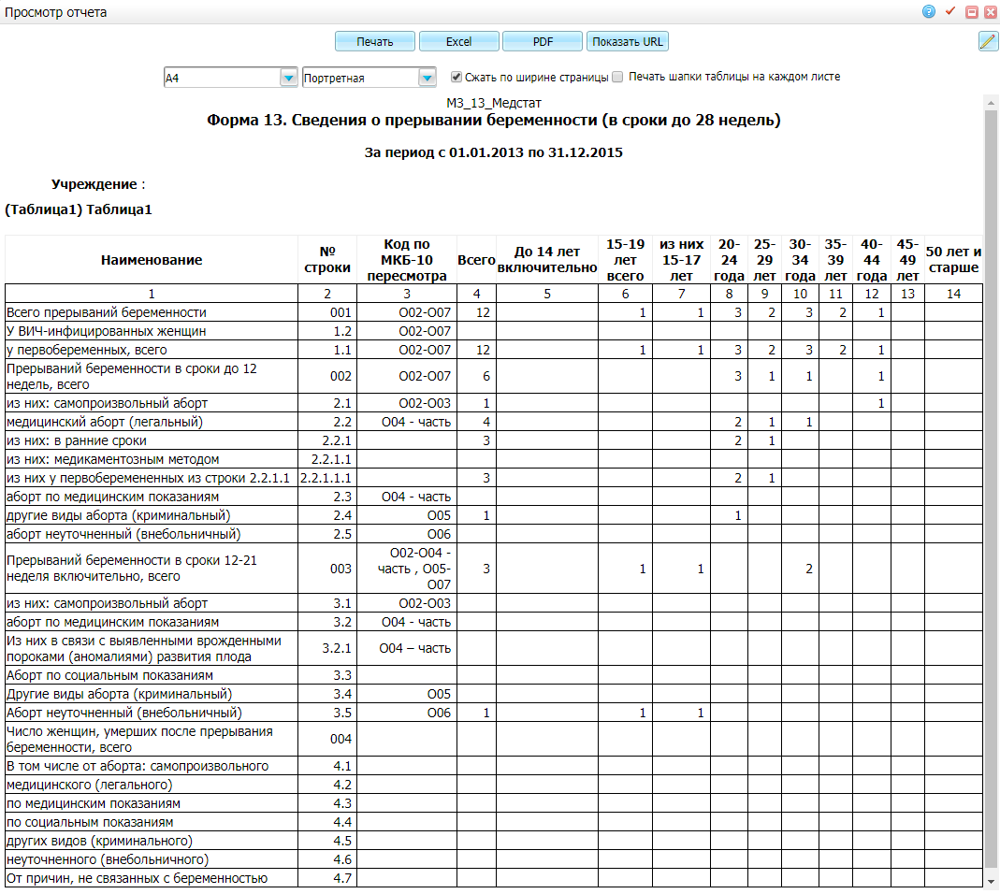 Просмотр отчета
Печать Excel PDF Показать URL
A4 Портретная Сжать по ширине страницы Печать шапки таблицы на каждом листе
МЗ_13_Медстат
Форма 13. Сведения о прерывании беременности (в сроки до 28 недель)
За период с 01.01.2013 по 31.12.2015
Учреждение :
(Таблица1) Таблица1
Наименование № строки Код по МКБ-10 пересмотра Всего До 14 лет включительно 15-19 лет всего из них 15-17 лет 20-24 года 25-29 лет 30-34 года 35-39 лет 40-44 года 45-49 лет 50 лет и старше
1 2 3 4 5 6 7 8 9 10 11 12 13 14
Всего прерываний беременности 001 O02-O07 12 1 1 3 2 3 2 1
У ВИЧ-инфицированных женщин 1.2 O02-O07
у первобеременных, всего 1.1 O02-O07 12 1 1 3 2 3 2 1
Прерываний беременности в сроки до 12
недель, всего 002 O02-O07 6 3 1 1 1
из них: самопроизвольный аборт 2.1 O02-O03 1 1
медицинский аборт (легальный) 2.2 O04 - часть 4 2 1 1
из них: в ранние сроки 2.2.1 3 2 1
из них: медикаментозным методом 2.2.1.1
из них у первоберемененных из строки 2.2.1.1 2.2.1.1.1 3 2 1
аборт по медицинским показаниям 2.3 O04 - часть
другие виды аборта (криминальный) 2.4 O05 1 1
аборт неуточненный (внебольничный) 2.5 O06
Прерываний беременности в сроки 12-21
неделя включительно, всего 003 O02-O04 - часть , O05-O07 3 1 1 2
из них: самопроизвольный аборт 3.1 O02-O03
аборт по медицинским показаниям 3.2 O04 - часть
Из них в связи с выявленными врожденными
пороками (аномалиями) развития плода 3.2.1 O04 – часть
Аборт по социальным показаниям 3.3
Другие виды аборта (криминальный) 3.4 O05
Аборт неуточненный (внебольничный) 3.5 O06 1 1 1
Число женщин, умерших после прерывания
беременности, всего 004
В том числе от аборта: самопроизвольного 4.1
медицинского (легального) 4.2
по медицинским показаниям 4.3
по социальным показаниям 4.4
других видов (криминального) 4.5
неуточненного (внебольничного) 4.6
От причин, не связанных с беременностью 4.7